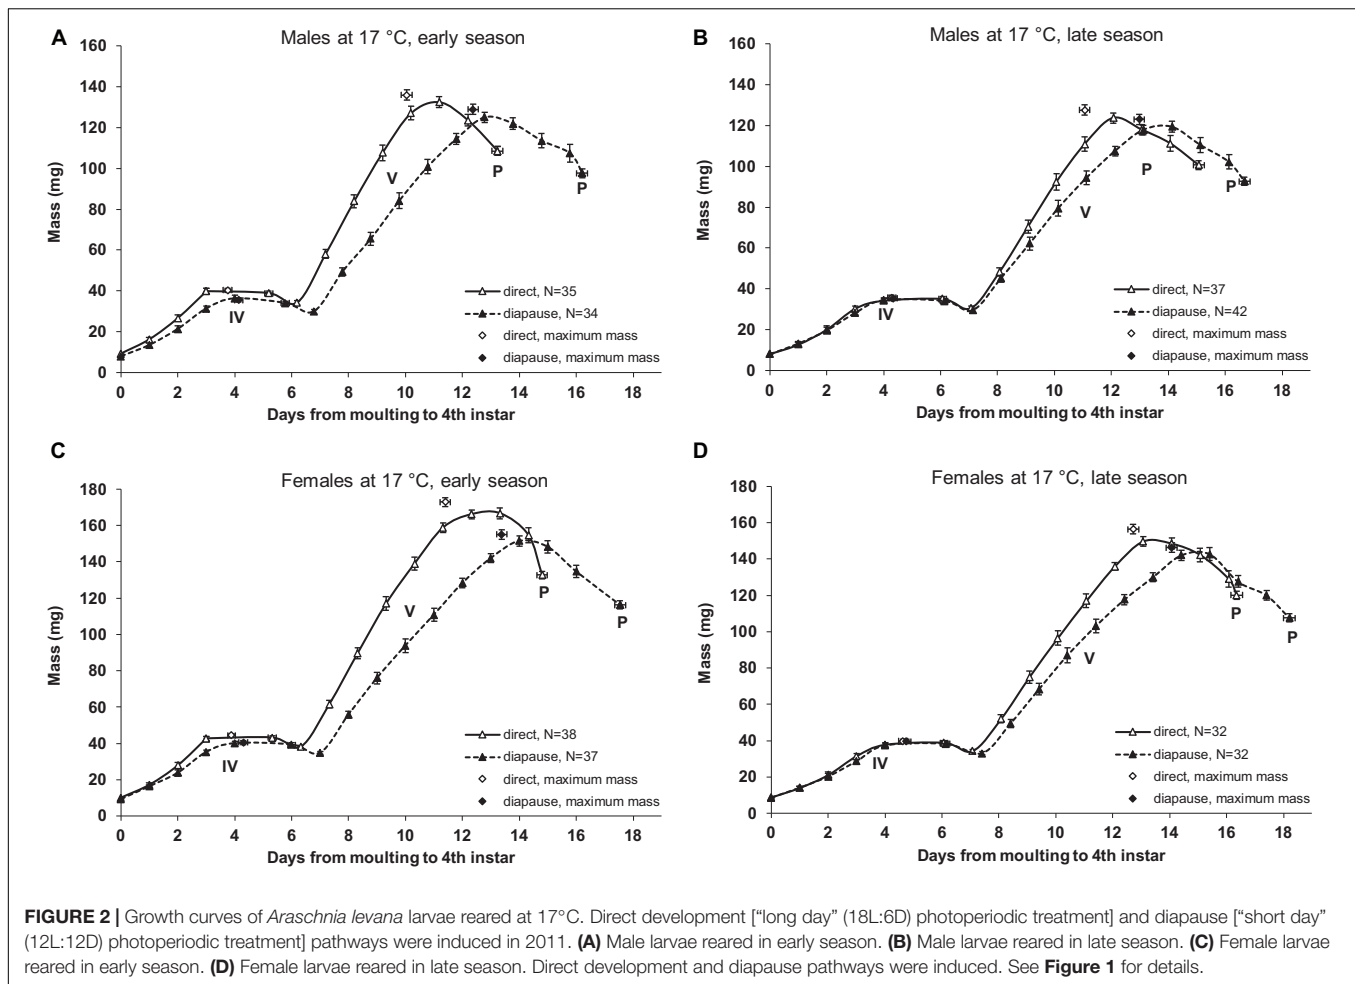 A
Males at 17 °C, early season
160
140
120
100
80
60
40
20
0
Mass (mg)
IV
V
P
P
direct, N=35
diapause, N=34
direct, maximum mass
diapause, maximum mass
0 2 4 6 8 10 12 14 16 18
Days from moulting to 4th instar
B
Males at 17 °C, late season
160
140
120
100
80
60
40
20
0
Mass (mg)
IV
V
P
P
direct, N=37
diapause, N=42
direct, maximum mass
diapause, maximum mass
0 2 4 6 8 10 12 14 16 18
Days from moulting to 4th instar
C
Females at 17 °C, early season
180
160
140
120
100
80
60
40
20
0
Mass (mg)
IV
V
P
P
direct, N=38
diapause, N=37
direct, maximum mass
diapause, maximum mass
0 2 4 6 8 10 12 14 16 18
Days from moulting to 4th instar
D
Females at 17 °C, late season
180
160
140
120
100
80
60
40
20
0
Mass (mg)
IV
V
P
P
direct, N=32
diapause, N=32
direct, maximum mass
diapause, maximum mass
0 2 4 6 8 10 12 14 16 18
Days from moulting to 4th instar
FIGURE 2 | Growth curves of Araschnia levana larvae reared at 17°C. Direct development ["long day" (18L:6D) photoperiodic treatment] and diapause ["short day"
(12L:12D) photoperiodic treatment] pathways were induced in 2011. (A) Male larvae reared in early season. (B) Male larvae reared in late season. (C) Female larvae
reared in early season. (D) Female larvae reared in late season. Direct development and diapause pathways were induced. See Figure 1 for details.